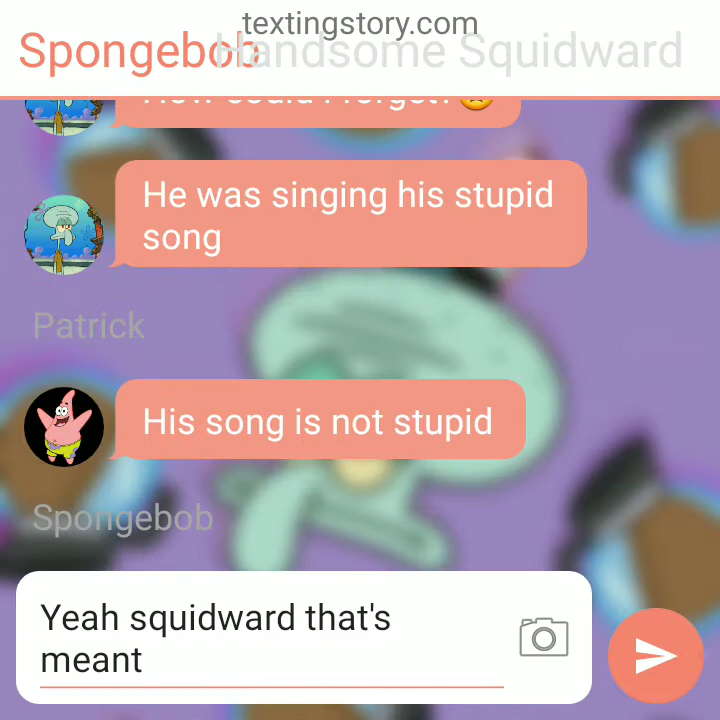 textingstory.com
Spongebob Handsome Squidward
He was singing his stupid
song
Patrick
His song is not stupid
Spongebob
Yeah squidward that's
meant